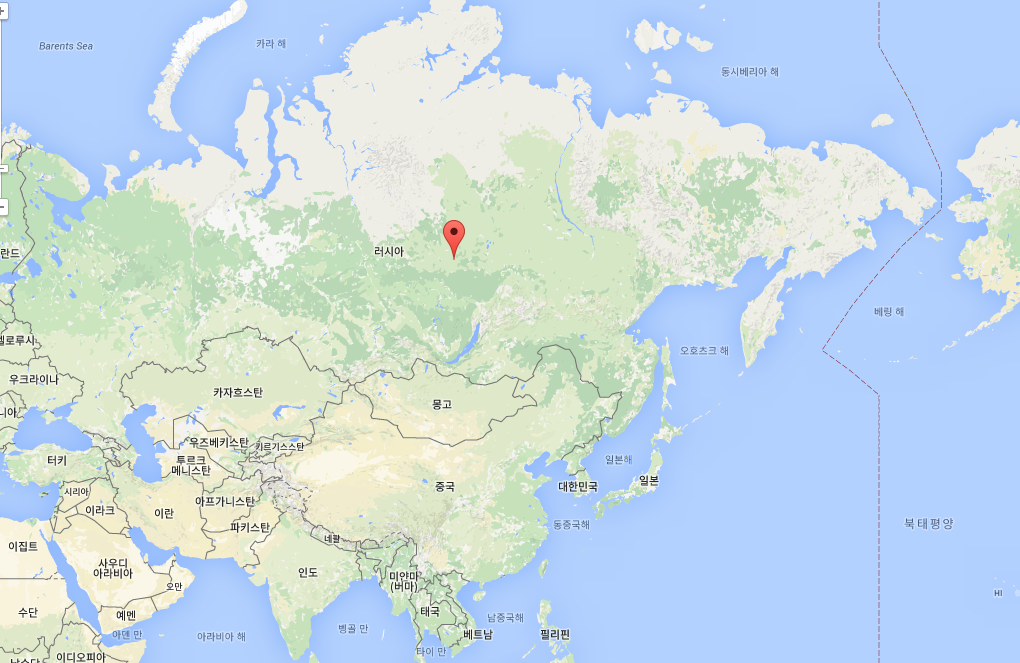 Barents Sea
카라 해
동시베리아 해
러시아
란드
벨로루시
우크라이나
니아
베링 해
오호츠크 해
카자흐스탄
몽고
우즈베키스탄
키르기스스탄
터키
투르크
메니스탄
일본해
시리아
아프가니스탄
중국
대한민국
일본
이라크
이란
파키스탄
동중국해
북태평양
네팔
이집트
사우디
아라비아
오만
인도
미얀마
(버마)
HI
수단
예멘
태국
남중국해
아덴 만
아라비아 해
벵골 만
베트남
필리핀
타이 만
남수단
이디오피아